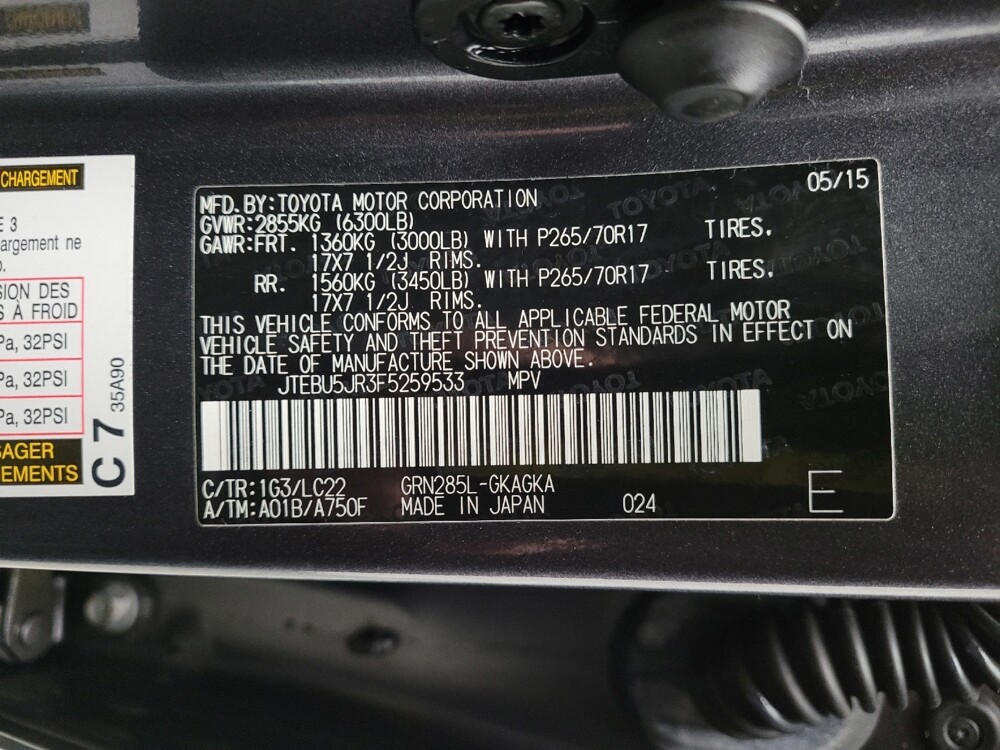 CHARGEMENT
E 3
argement ne
SION DES
S À FROID
Pa, 32PSI
Pa, 32PSI
Pa, 32PSI
SAGER
EMENTS
C 7
35A90
05/15
MFD. BY:TOYOTA MOTOR CORPORATION
GVWR:2855KG (6300LB)
GAWR:FRT. 1360KG (3000LB) WITH P265/70R17 TIRES.
17X7 1/2J RIMS.
RR. 1560KG (3450LB) WITH P265/70R17 TIRES.
17X7 1/2J RIMS.
THIS VEHICLE CONFORMS TO ALL APPLICABLE FEDERAL MOTOR
VEHICLE SAFETY AND THEFT PREVENTION STANDARDS IN EFFECT ON
THE DATE OF MANUFACTURE SHOWN ABOVE.
JTEBU5JR3F5259533 MPV
C/TR:1G3/LC22 GRN285L-GKAGKA
A/TM:A01B/A750F MADE IN JAPAN 024
E